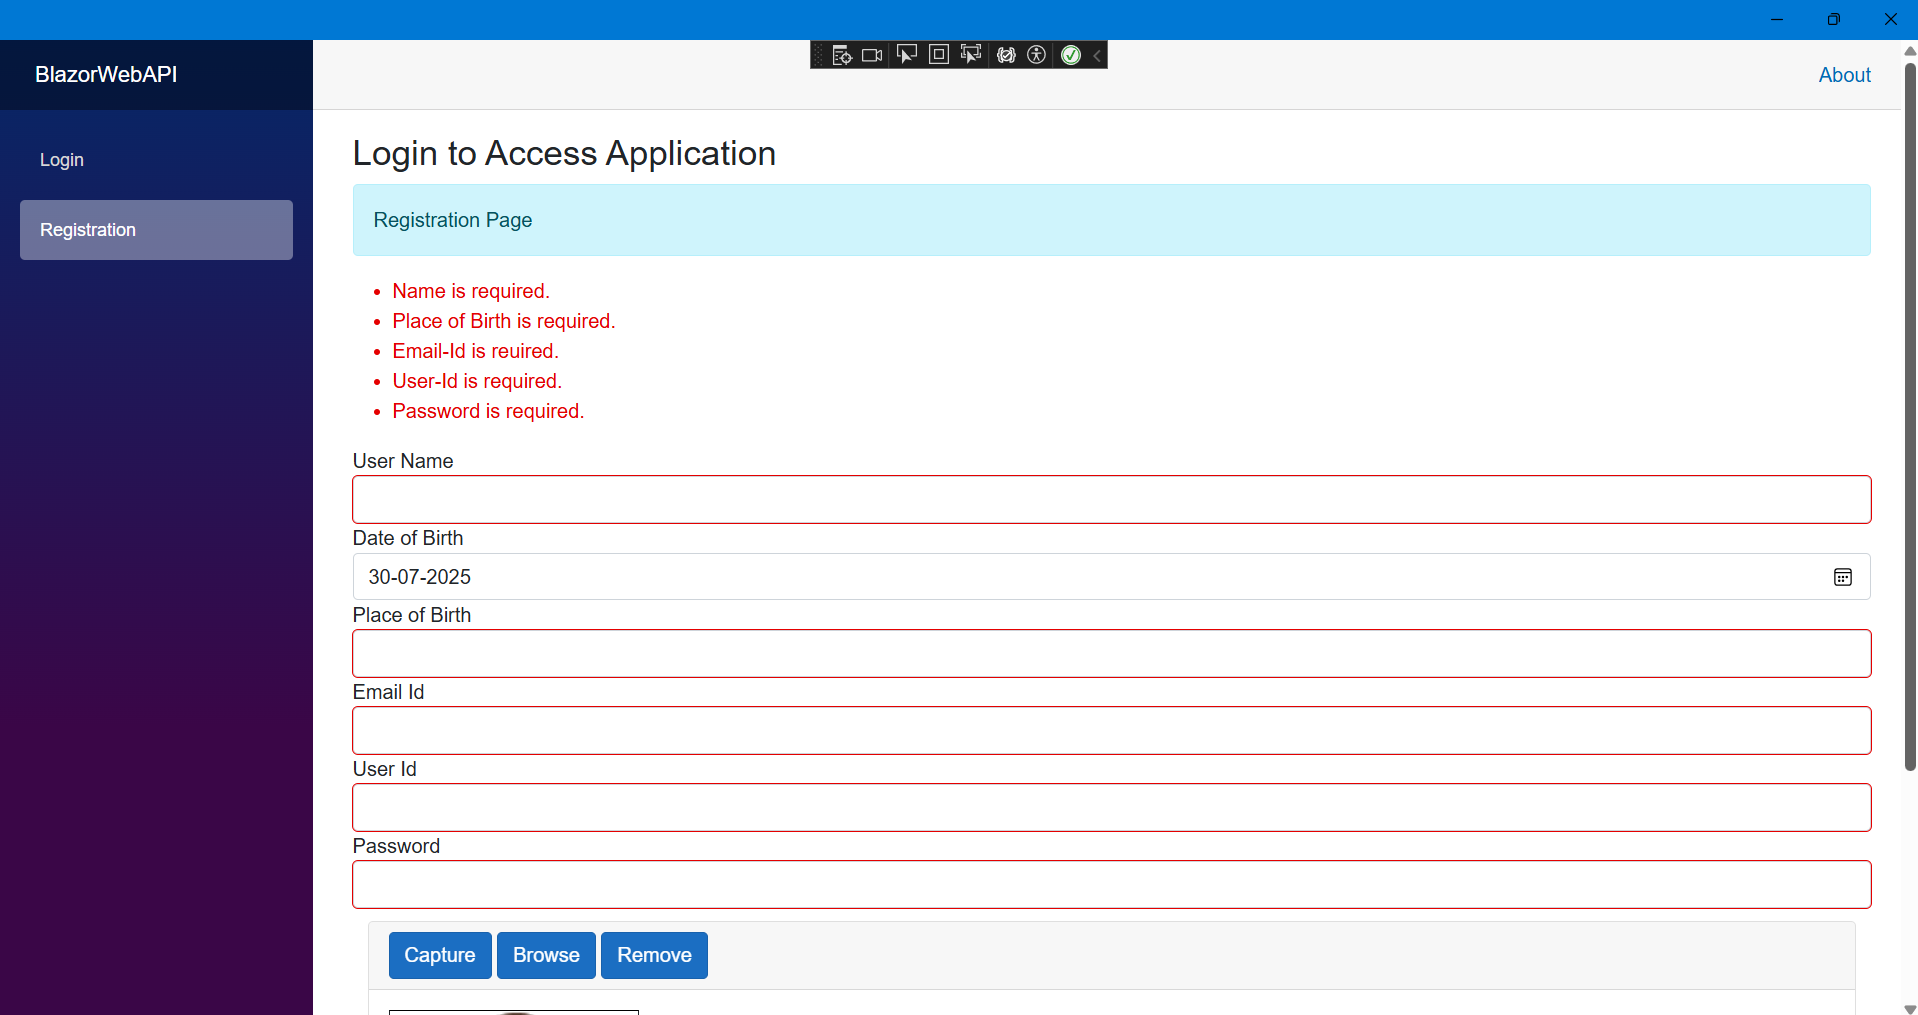 BlazorWebAPI
About
Login
Registration
Login to Access Application
Registration Page
Name is required.
Place of Birth is required.
Email-Id is reuired.
User-Id is required.
Password is required.
User Name
Date of Birth
30-07-2025
Place of Birth
Email Id
User Id
Password
Capture Browse Remove